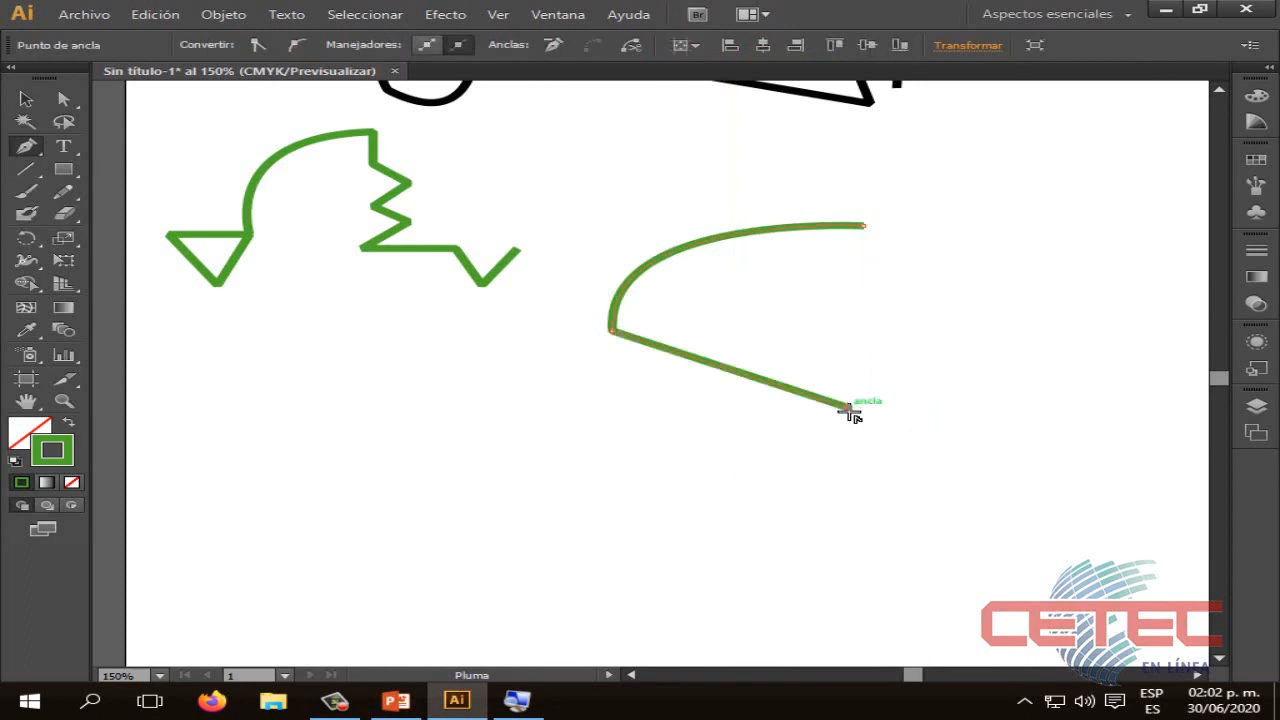 Ai Archivo Edición Objeto Texto Seleccionar Efecto Ver Ventana Ayuda Br Aspectos esenciales
Punto de ancla Convertir: Manejadores: Anclas: Transformar
Sin título-1* al 150% (CMYK/Previsualizar) ×
T
ancla
CETEC
EN LÍNEA
150% 1 Pluma
Ai ESP 02:02 p. m.
ES 30/06/2020